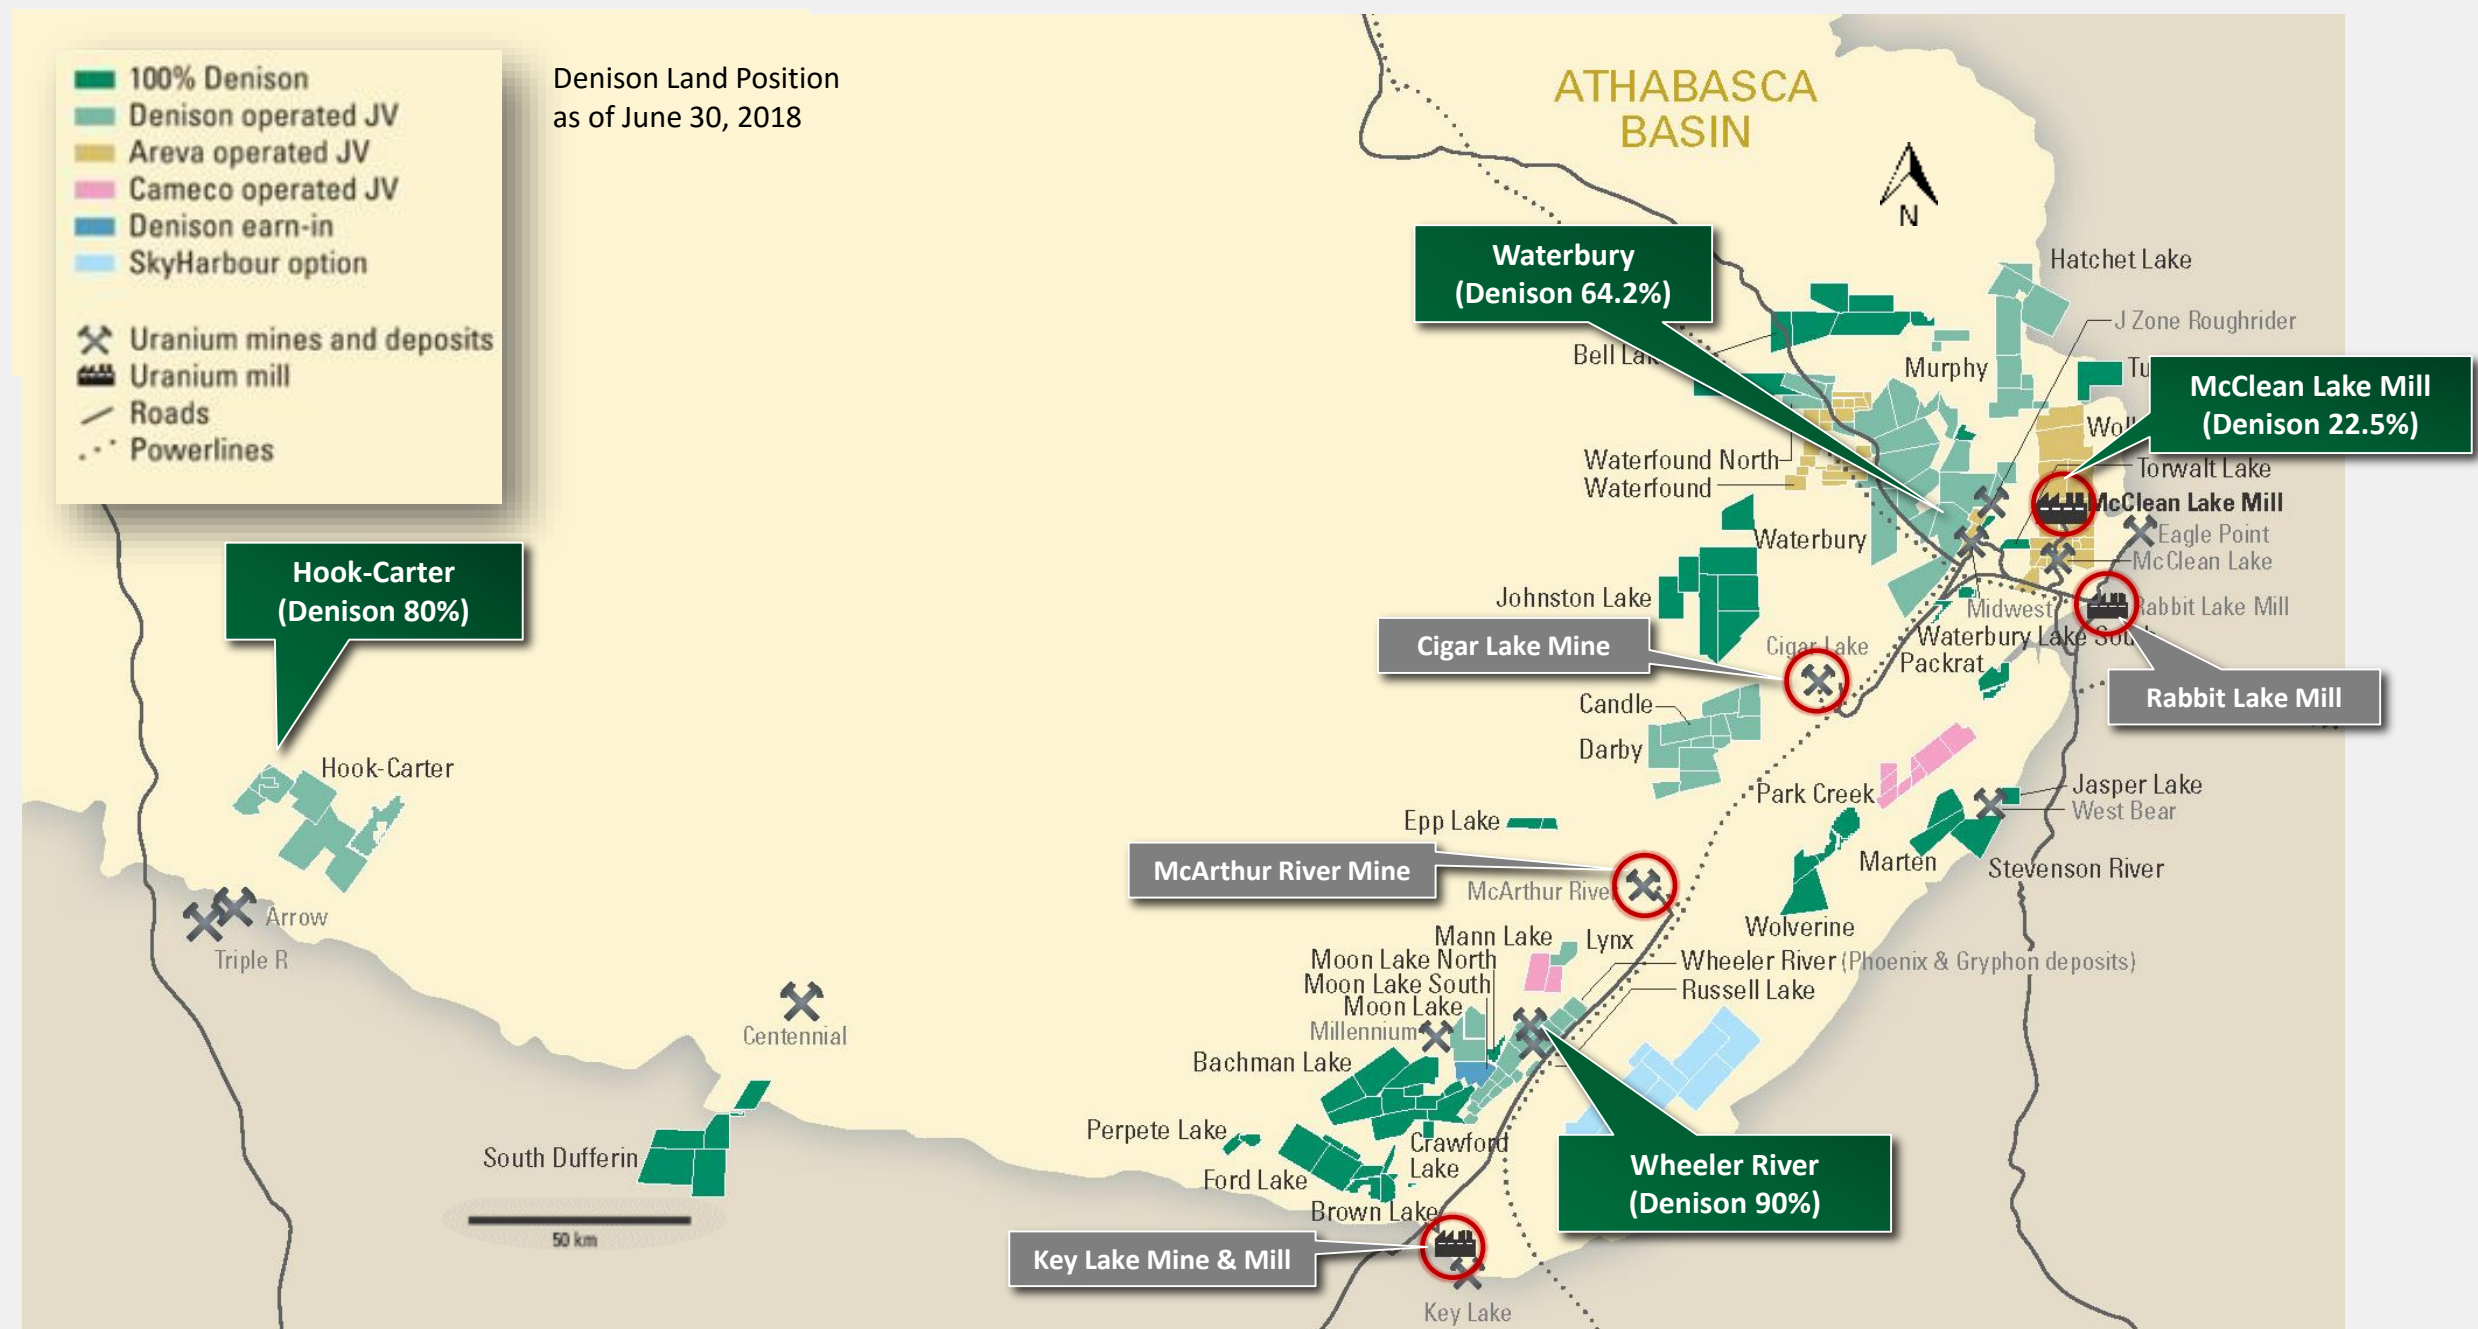 100% Denison
Denison operated JV
Areva operated JV
Cameco operated JV
Denison earn-in
SkyHarbour option
Uranium mines and deposits
Uranium mill
Roads
Powerlines
Denison Land Position
as of June 30, 2018
ATHABASCA
BASIN
N
Waterbury
(Denison 64.2%)
Hatchet Lake
J Zone Roughrider
Bell
Murphy
McClean Lake Mill
(Denison 22.5%)
Waterfound North
Waterfound
Torwalt Lake
McClean Lake Mill
Eagle Point
McClean Lake
Waterbury
Hook-Carter
(Denison 80%)
Johnston Lake
Midwest
Rabbit Lake Mill
Cigar Lake Mine
Cigar Lake
Waterbury Lake
Packrat
Rabbit Lake Mill
Candle
Darby
Hook-Carter
Park Creek
Jasper Lake
West Bear
Epp Lake
McArthur River Mine
McArthur River
Marten
Stevenson River
Arrow
Triple R
Wolverine
Mann Lake
Lynx
Moon Lake North
Wheeler River (Phoenix & Gryphon deposits)
Moon Lake South
Russell Lake
Moon Lake
Millennium
Centennial
Bachman Lake
Perpete Lake
Crawford
Lake
South Dufferin
Ford Lake
Wheeler River
(Denison 90%)
Brown Lake
50 km
Key Lake Mine & Mill
Key Lake